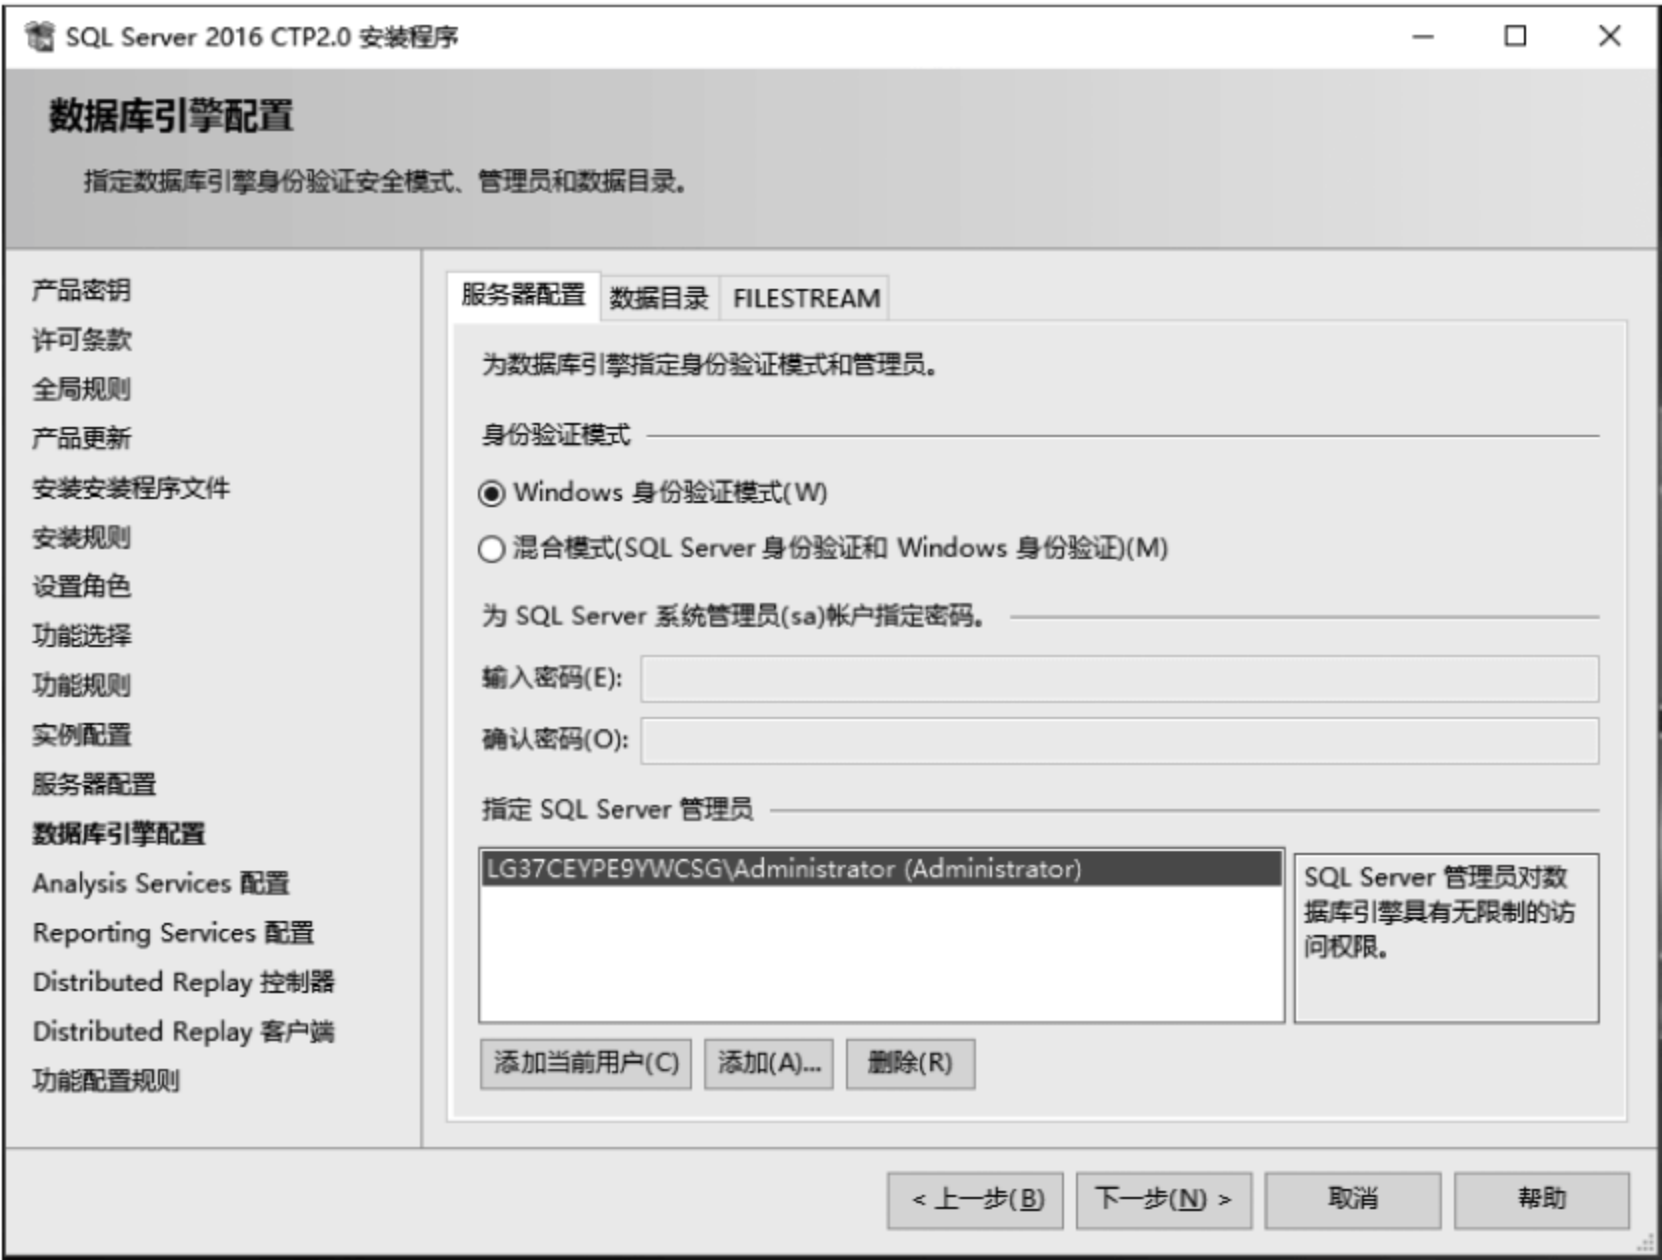 SQL Server 2016 CTP2.0 安装程序
数据库引擎配置
指定数据库引擎身份验证安全模式、管理员和数据目录。
产品密钥
许可条款
全局规则
产品更新
安装安装程序文件
安装规则
设置角色
功能选择
功能规则
实例配置
服务器配置
数据库引擎配置
Analysis Services 配置
Reporting Services 配置
Distributed Replay 控制器
Distributed Replay 客户端
功能配置规则
服务器配置 数据目录 FILESTREAM
为数据库引擎指定身份验证模式和管理员。
身份验证模式
Windows 身份验证模式(W)
混合模式(SQL Server 身份验证和 Windows 身份验证)(M)
为 SQL Server 系统管理员(sa)帐户指定密码。
输入密码(E):
确认密码(O):
指定 SQL Server 管理员
LG37CEYPE9YWCSG\Administrator (Administrator)
SQL Server 管理员对数
据库引擎具有无限制的访
问权限。
添加当前用户(C) 添加(A)... 删除(R)
< 上一步(B) 下一步(N) > 取消 帮助